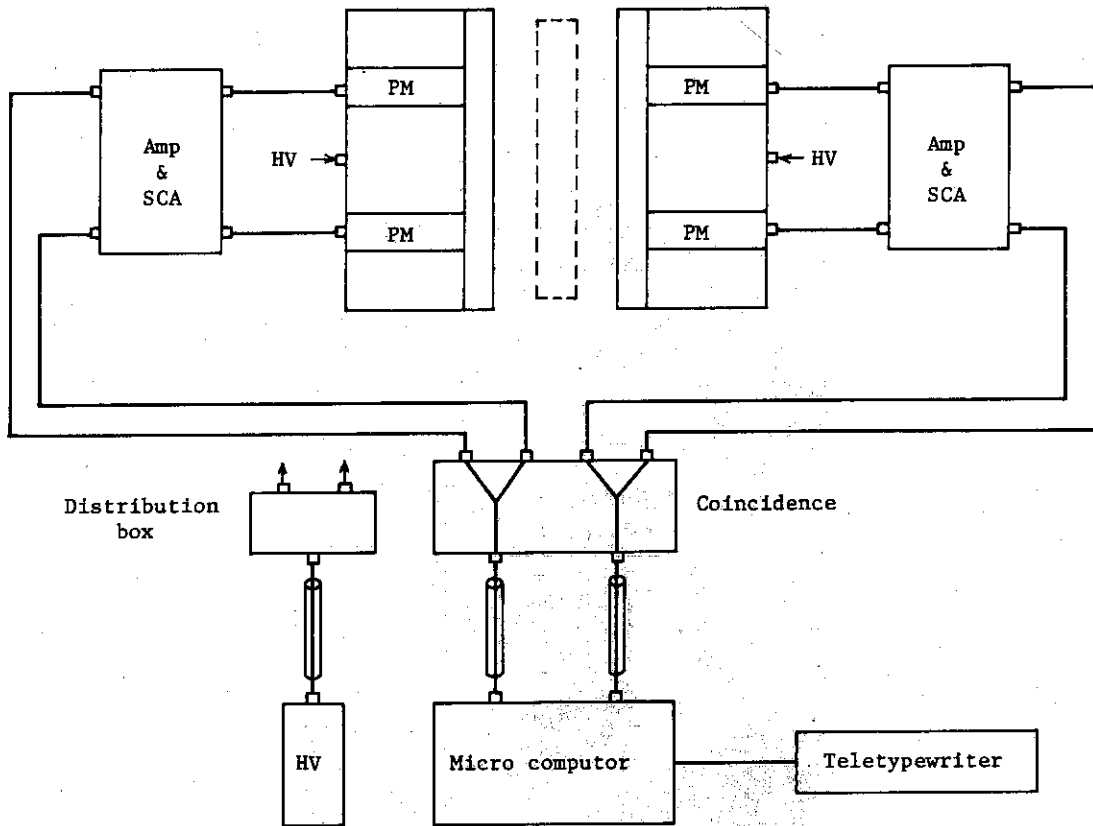 PM
PM
Amp
&
SCA
HV
HV
Amp
&
SCA
PM
PM
Distribution
box
Coincidence
HV
Micro computor
Teletypewriter